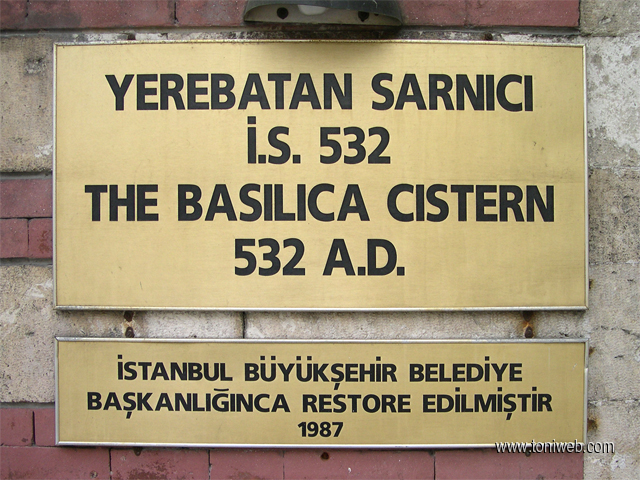 YEREBATAN SARNICI
İ.S. 532
THE BASILICA CISTERN
532 A.D.
İSTANBUL BÜYÜKŞEHİR BELEDİYE
BAŞKANLIĞINCA RESTORE EDİLMİŞTİR
1987
www.toniweb.com